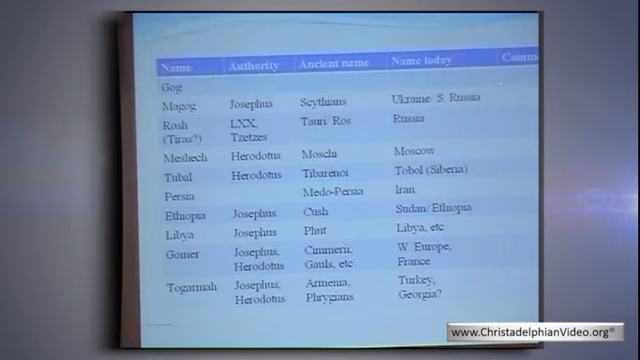 Name Authority Ancient name Name today Comm
Gog
Magog Josephus Scythians Ukraine/ S. Russia
Rosh LXX, Tauri/ Ros Russia
(Tiras?) Tzetzes
Meshech Herodotus Moschi Moscow
Tubal Herodotus Tibarenoi Tobol (Siberia)
Persia Medo-Persia Iran
Ethiopia Josephus Cush Sudan/ Ethiopia
Libya Josephus Phut Libya, etc
Gomer Josephus, Cimmeri, W. Europe,
Herodotus Gauls, etc France
Togarmah Josephus, Armenia, Turkey,
Herodotus Phrygians Georgia?
www.ChristadelphianVideo.org®